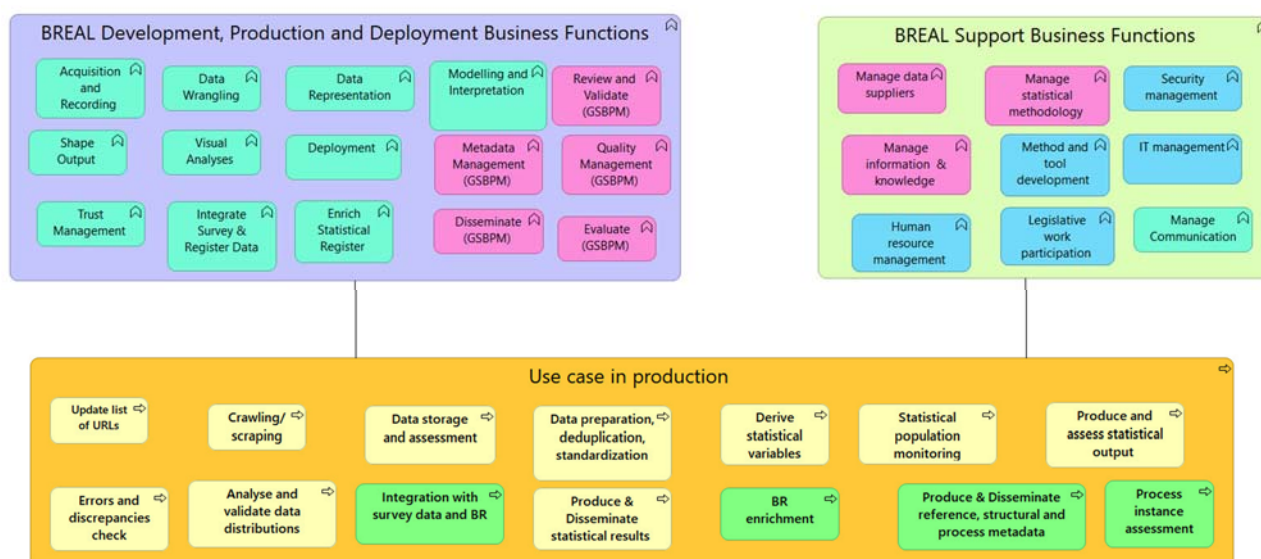 BREAL Development, Production and Deployment Business Functions
Acquisition
and
Recording
Data
Wrangling
Data
Representation
Modelling and
Interpretation
Review and
Validate
(GSBPM)
Shape
Output
Visual
Analyses
Deployment
Metadata
Management
(GSBPM)
Quality
Management
(GSBPM)
Trust
Management
Integrate
Survey &
Register Data
Enrich
Statistical
Register
Disseminate
(GSBPM)
Evaluate
(GSBPM)
BREAL Support Business Functions
Manage data
suppliers
Manage
statistical
methodology
Security
management
Manage
information &
knowledge
Method and
tool
development
IT management
Human
resource
management
Legislative
work
participation
Manage
Communication
Use case in production
Update list
of URLs
Crawling/
scraping
Data storage
and assessment
Data preparation,
deduplication,
standardization
Derive
statistical
variables
Statistical
population
monitoring
Produce and
assess statistical
output
Errors and
discrepancies
check
Analyse and
validate data
distributions
Integration with
survey data and BR
Produce &
Disseminate
statistical results
BR
enrichment
Produce & Disseminate
reference, structural and
process metadata
Process
instance
assessment